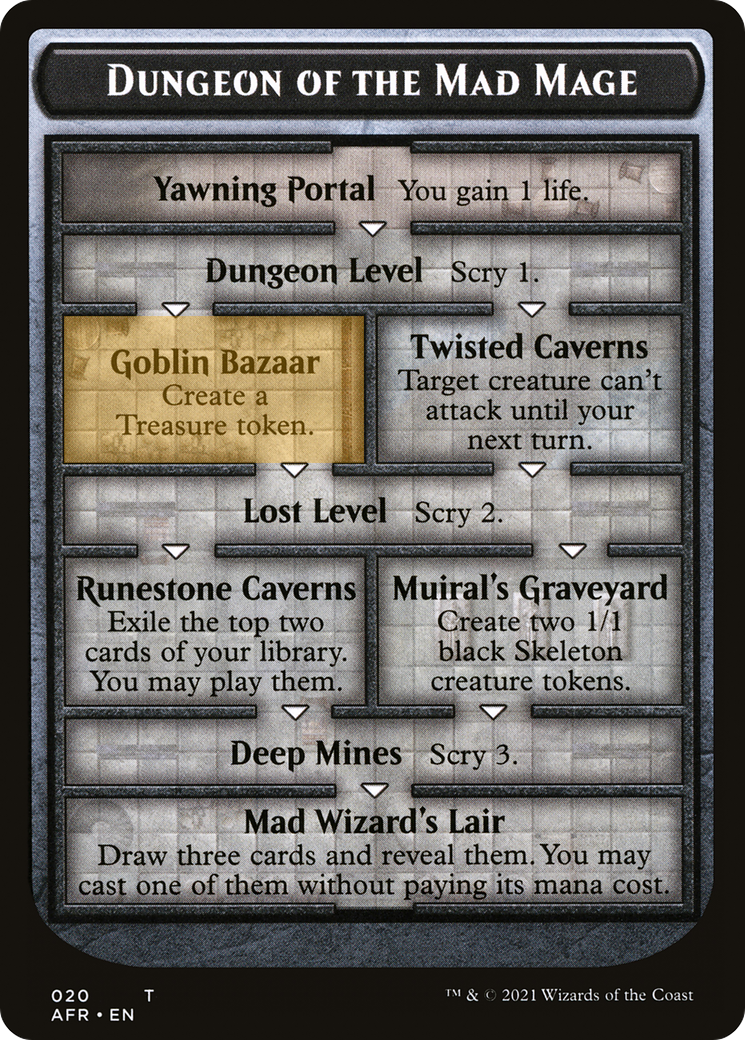 Dungeon of the Mad Mage
Yawning Portal You gain 1 life.
Dungeon Level Scry 1.
Goblin Bazaar
Create a
Treasure token.
Twisted Caverns
Target creature can't
attack until your
next turn.
Lost Level Scry 2.
Runestone Caverns
Exile the top two
cards of your library.
You may play them.
Muiral's Graveyard
Create two 1/1
black Skeleton
creature tokens.
Deep Mines Scry 3.
Mad Wizard's Lair
Draw three cards and reveal them. You may
cast one of them without paying its mana cost.
020 T
AFR • EN
™ & © 2021 Wizards of the Coast